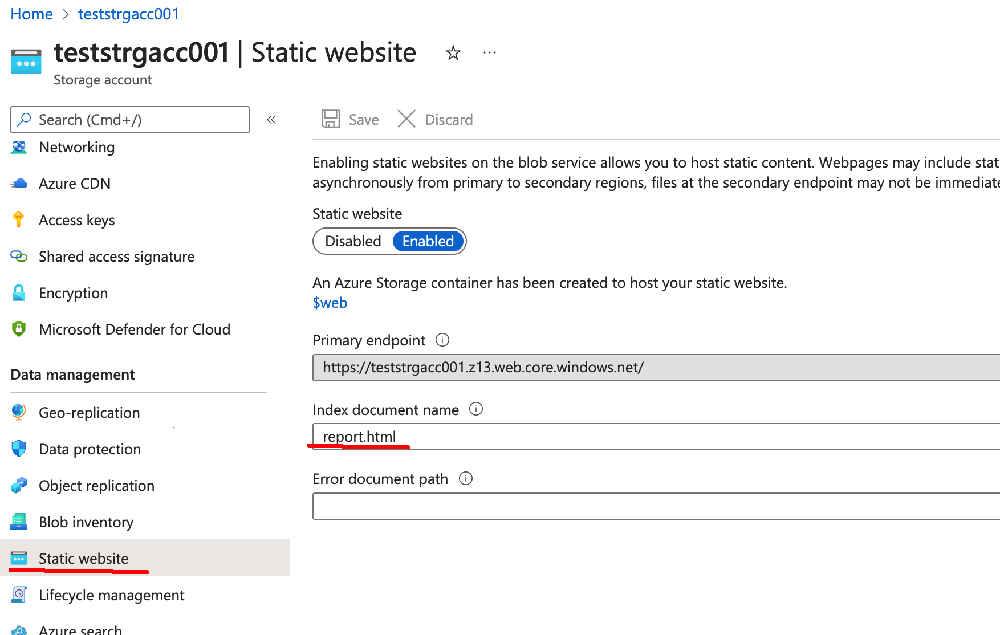 Home > teststrgacc001
teststrgacc001 | Static website
Storage account
Search (Cmd+/)
«
Save
Discard
Networking
Azure CDN
Access keys
Shared access signature
Encryption
Microsoft Defender for Cloud
Data management
Geo-replication
Data protection
Object replication
Blob inventory
Static website
Lifecycle management
Azure search
Enabling static websites on the blob service allows you to host static content. Webpages may include stat
asynchronously from primary to secondary regions, files at the secondary endpoint may not be immediate
Static website
Disabled Enabled
An Azure Storage container has been created to host your static website.
$web
Primary endpoint
https://teststrgacc001.z13.web.core.windows.net/
Index document name
report.html
Error document path